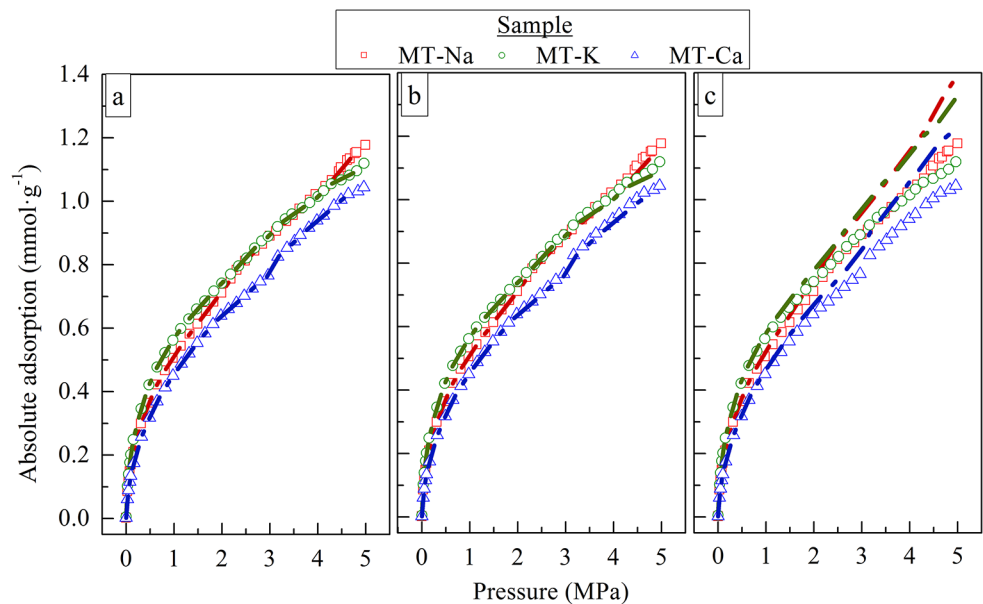 Sample
MT-Na MT-K MT-Ca
a b c
Absolute adsorption (mmol·g⁻¹)
1.4
1.2
1.0
0.8
0.6
0.4
0.2
0.0
0 1 2 3 4 5 0 1 2 3 4 5 0 1 2 3 4 5
Pressure (MPa)